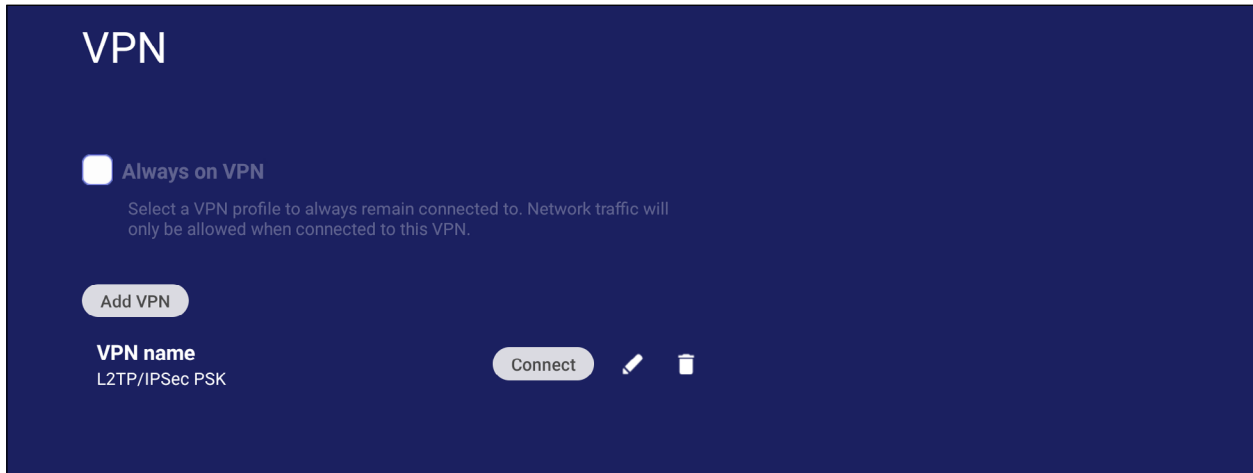 VPN
Always on VPN
Select a VPN profile to always remain connected to. Network traffic will
only be allowed when connected to this VPN.
Add VPN
VPN name
Connect
L2TP/IPSec PSK